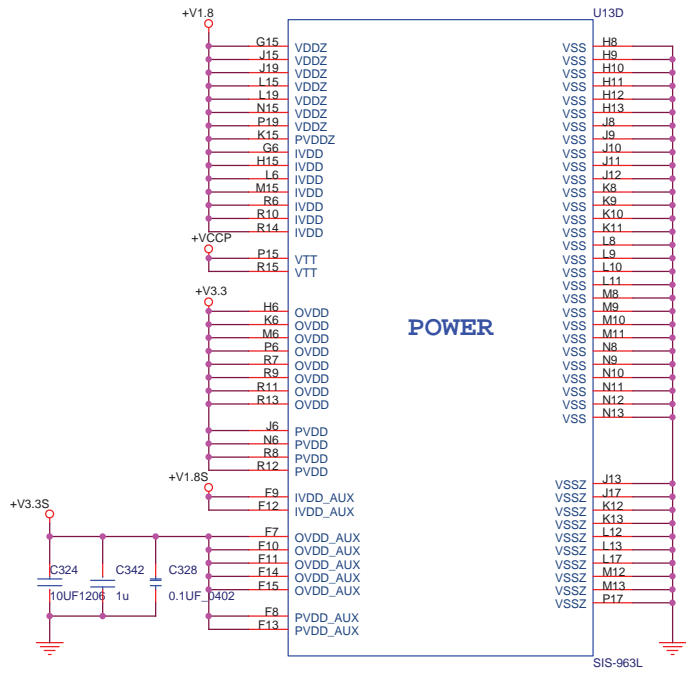 +V1.8
U13D
G15 VDDZ VSS H8
J15 VDDZ VSS H9
J19 VDDZ VSS H10
L15 VDDZ VSS H11
L19 VDDZ VSS H12
N15 VDDZ VSS H13
P19 VDDZ VSS J8
K15 PVDDZ VSS J9
G6 IVDD VSS J10
H15 IVDD VSS J11
L6 IVDD VSS J12
M15 IVDD VSS K8
R6 IVDD VSS K9
R10 IVDD VSS K10
R14 IVDD VSS K11
+VCCP
VSS L8
P15 VTT VSS L9
R15 VTT VSS L10
VSS L11
+V3.3
VSS M8
H6 OVDD VSS M9
K6 OVDD VSS M10
M6 OVDD VSS M11
P6 OVDD VSS N8
R7 OVDD VSS N9
R9 OVDD VSS N10
R11 OVDD VSS N11
R13 OVDD VSS N12
VSS N13
POWER
J6 PVDD
N6 PVDD
R8 PVDD
R12 PVDD
+V1.8S
VSSZ J13
F9 IVDD_AUX VSSZ J17
F12 IVDD_AUX VSSZ K12
+V3.3S
VSSZ K13
F7 OVDD_AUX VSSZ L12
F10 OVDD_AUX VSSZ L13
F11 OVDD_AUX VSSZ L17
F14 OVDD_AUX VSSZ M12
F15 OVDD_AUX VSSZ M13
VSSZ P17
C324 C342 C328
10UF1206 1u 0.1UF_0402
F8 PVDD_AUX
F13 PVDD_AUX
SIS-963L